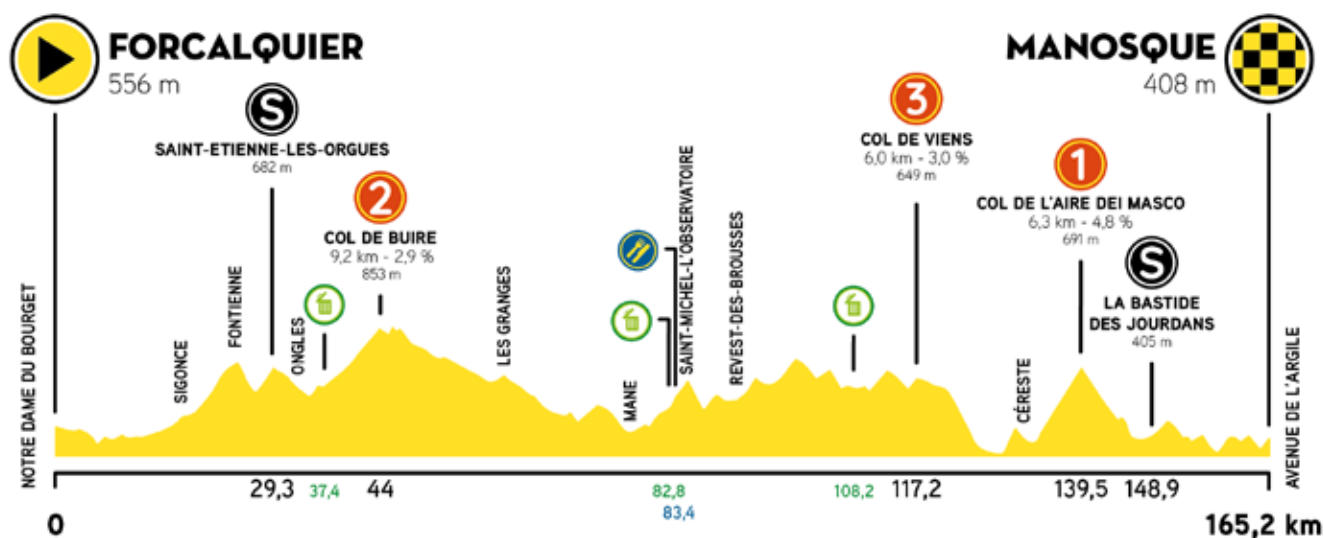 FORCALQUIER
556 m
MANOSQUE
408 m
S
SAINT-ETIENNE-LES-ORGUES
682 m
2
COL DE BUIRE
9,2 km - 2,9 %
853 m
3
COL DE VIENS
6,0 km - 3,0 %
649 m
1
COL DE L'AIRE DEI MASCO
6,3 km - 4,8 %
691 m
S
LA BASTIDE
DES JOURDANS
405 m
NOTRE DAME DU BOURGET
SIGONCE
FONTIENNE
ONGLES
LES GRANGES
MANE
SAINT-MICHEL-L'OBSERVATOIRE
REVEST-DES-BROUSSES
CÉRESTE
AVENUE DE L'ARGILE
29,3
37,4
44
82,8
83,4
108,2
117,2
139,5
148,9
0
165,2 km